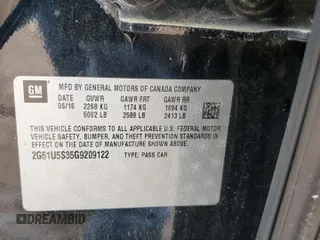 GM
MFD BY GENERAL MOTORS OF CANADA COMPANY
DATE GVWR GAWR FRT GAWR RR
06/16 2268 KG 1174 KG 1094 KG
5002 LB 2589 LB 2413 LB
THIS VEHICLE CONFORMS TO ALL APPLICABLE U.S. FEDERAL MOTOR
VEHICLE SAFETY, BUMPER, AND THEFT PREVENTION STANDARDS IN
EFFECT ON THE DATE OF MANUFACTURE SHOWN ABOVE.
2G61U5S35G9209122 TYPE: PASS CAR
DREAMBID